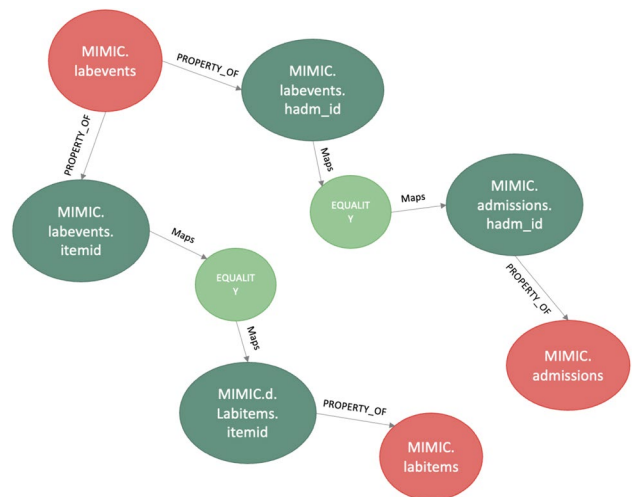 MIMIC.
labevents
PROPERTY_OF
MIMIC.
labevents.
hadm_id
PROPERTY_OF
Maps
MIMIC.
labevents.
itemid
Maps
EQUALIT
Y
Maps
MIMIC.
admissions.
hadm_id
EQUALIT
Y
PROPERTY_OF
Maps
MIMIC.
admissions
MIMIC.d.
Labitems.
itemid
PROPERTY_OF
MIMIC.
labitems